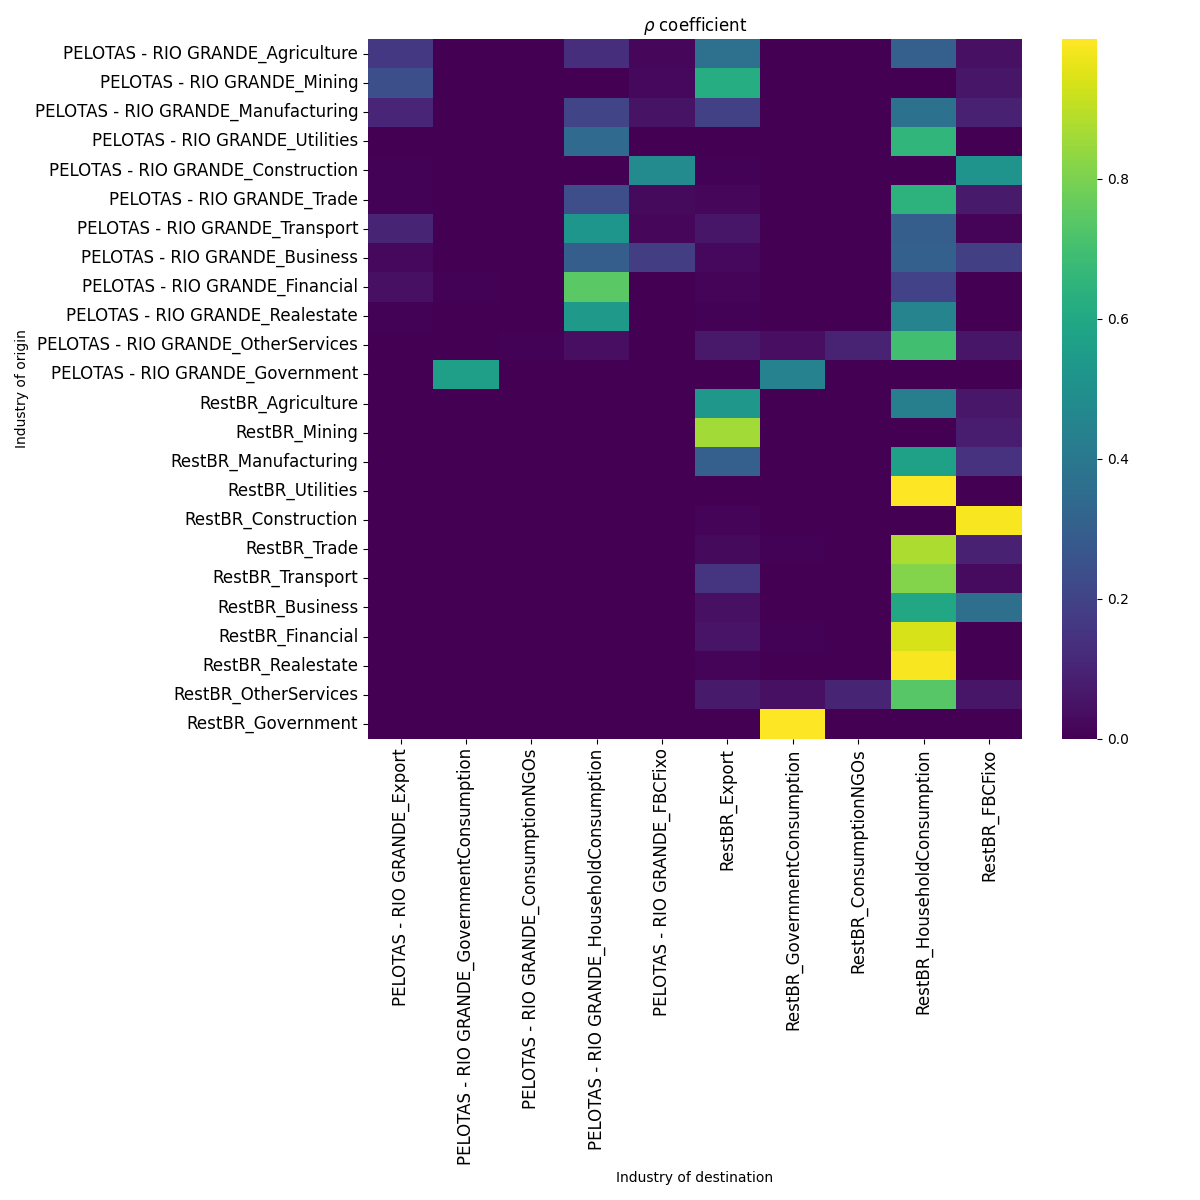 ρ coefficient
PELOTAS - RIO GRANDE_Agriculture
PELOTAS - RIO GRANDE_Mining
PELOTAS - RIO GRANDE_Manufacturing
PELOTAS - RIO GRANDE_Utilities
PELOTAS - RIO GRANDE_Construction
PELOTAS - RIO GRANDE_Trade
PELOTAS - RIO GRANDE_Transport
PELOTAS - RIO GRANDE_Business
PELOTAS - RIO GRANDE_Financial
PELOTAS - RIO GRANDE_Realestate
PELOTAS - RIO GRANDE_OtherServices
PELOTAS - RIO GRANDE_Government
RestBR_Agriculture
RestBR_Mining
RestBR_Manufacturing
RestBR_Utilities
RestBR_Construction
RestBR_Trade
RestBR_Transport
RestBR_Business
RestBR_Financial
RestBR_Realestate
RestBR_OtherServices
RestBR_Government
Industry of origin
0.8
0.6
0.4
0.2
0.0
PELOTAS - RIO GRANDE_Export
PELOTAS - RIO GRANDE_GovernmentConsumption
PELOTAS - RIO GRANDE_ConsumptionNGOs
PELOTAS - RIO GRANDE_HouseholdConsumption
PELOTAS - RIO GRANDE_FBCFixo
RestBR_Export
RestBR_GovernmentConsumption
RestBR_ConsumptionNGOs
RestBR_HouseholdConsumption
RestBR_FBCFixo
Industry of destination